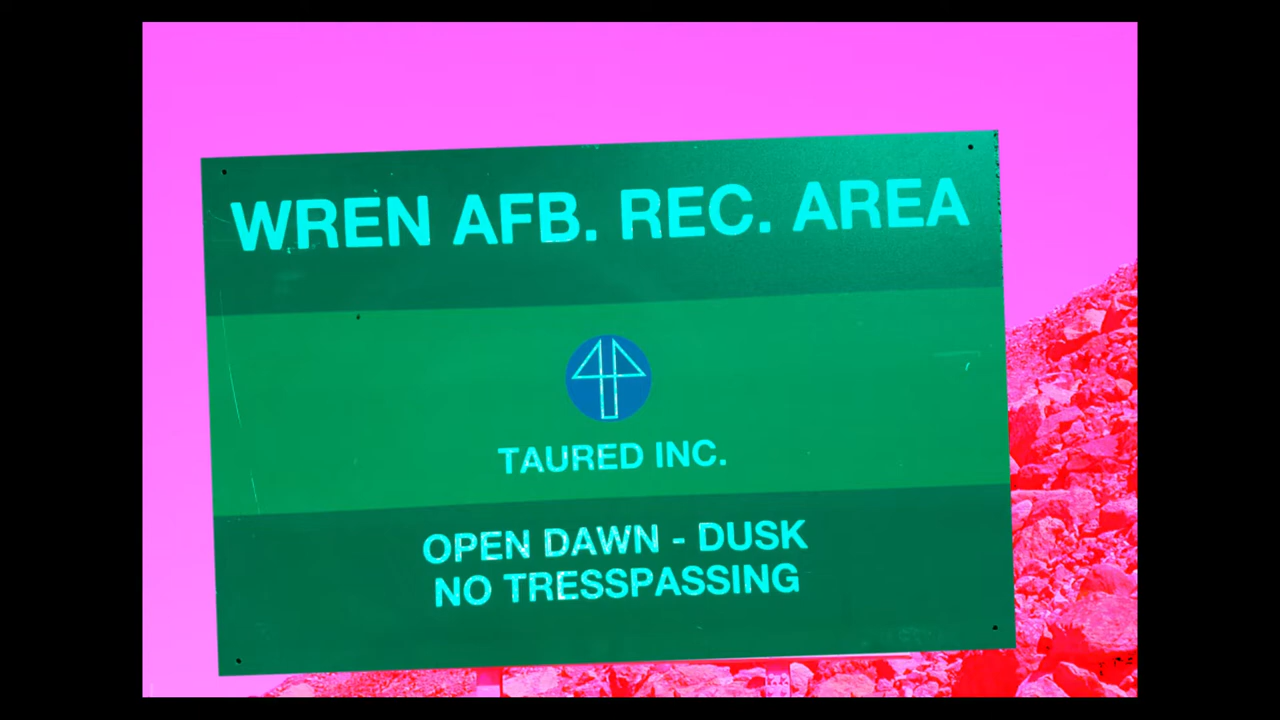 WREN AFB. REC. AREA
TAURED INC.
OPEN DAWN - DUSK
NO TRESSPASSING